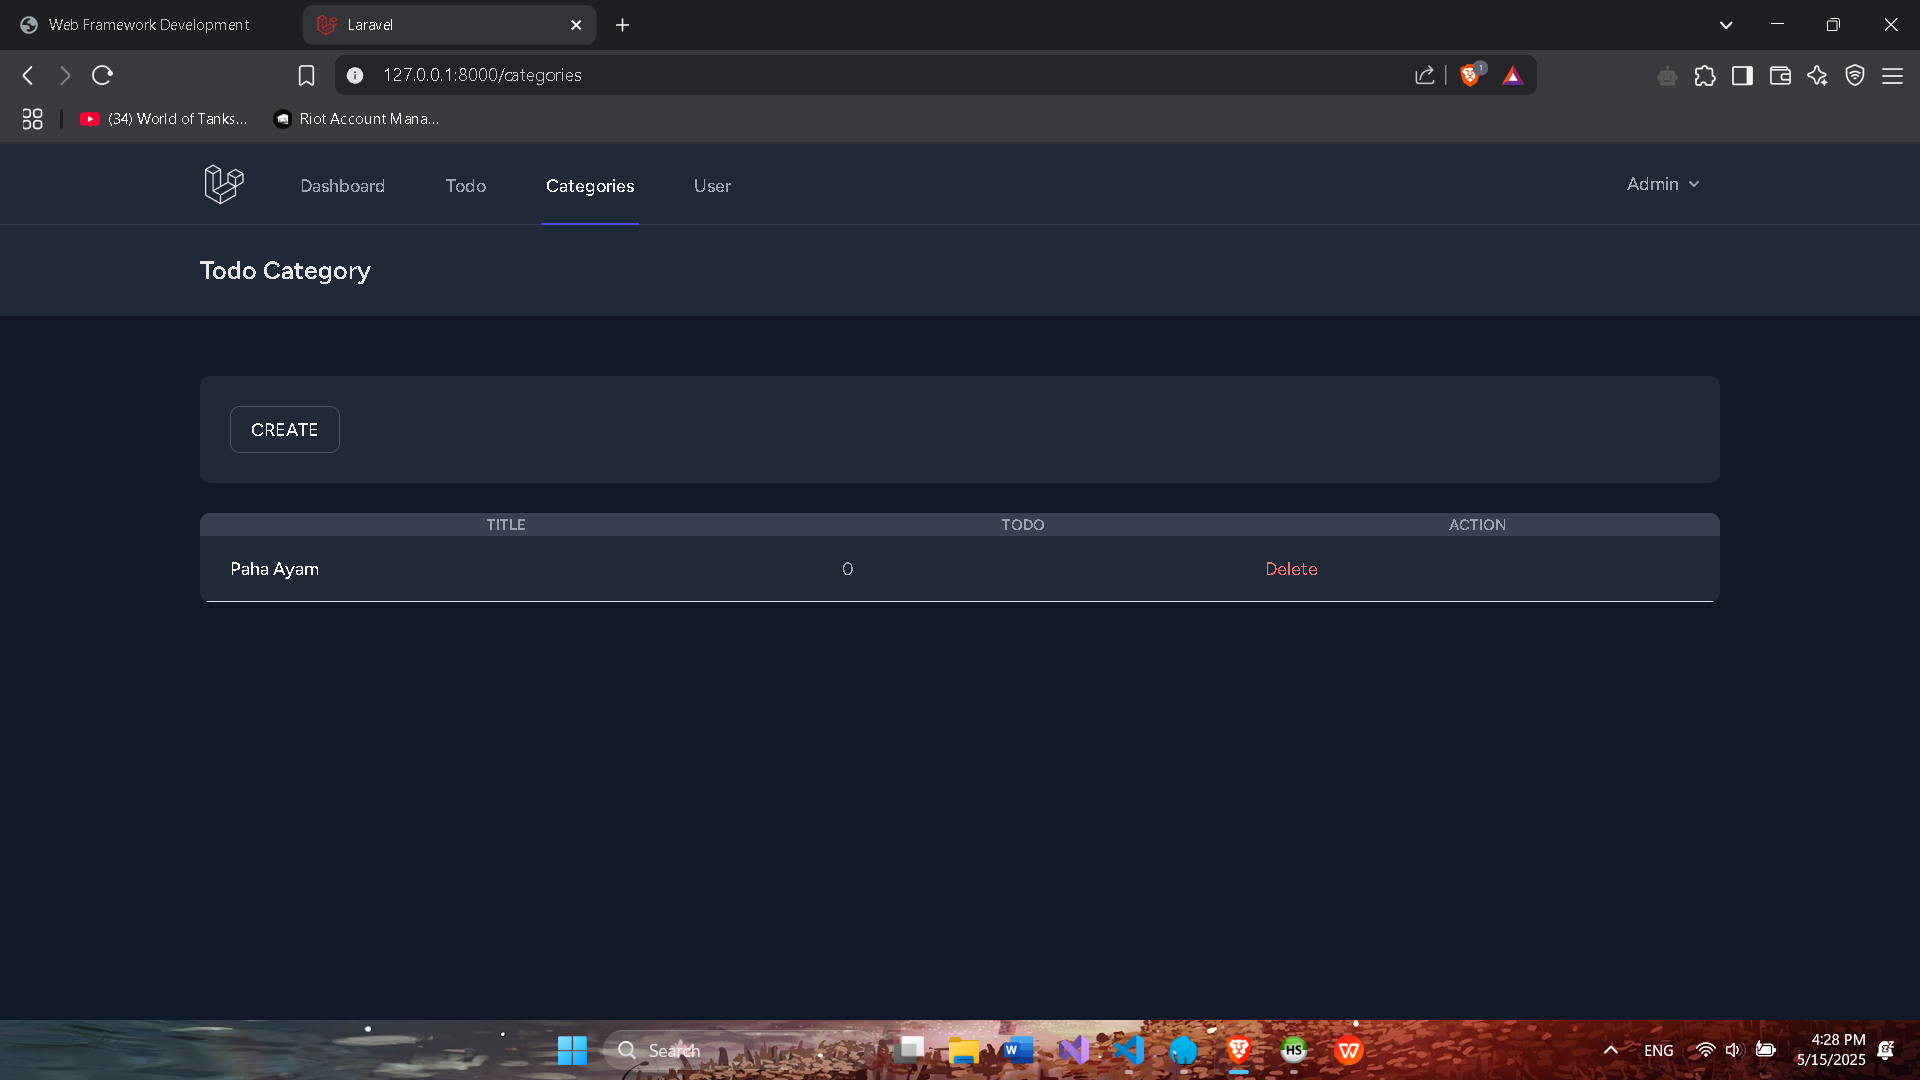 Web Framework Development
Laravel
127.0.0.1:8000/categories
1
(34) World of Tanks...
Riot Account Mana...
Dashboard
Todo
Categories
User
Admin
Todo Category
CREATE
TITLE TODO ACTION
Paha Ayam 0 Delete
Search
W
HS
W
ENG
4:28 PM
5/15/2025